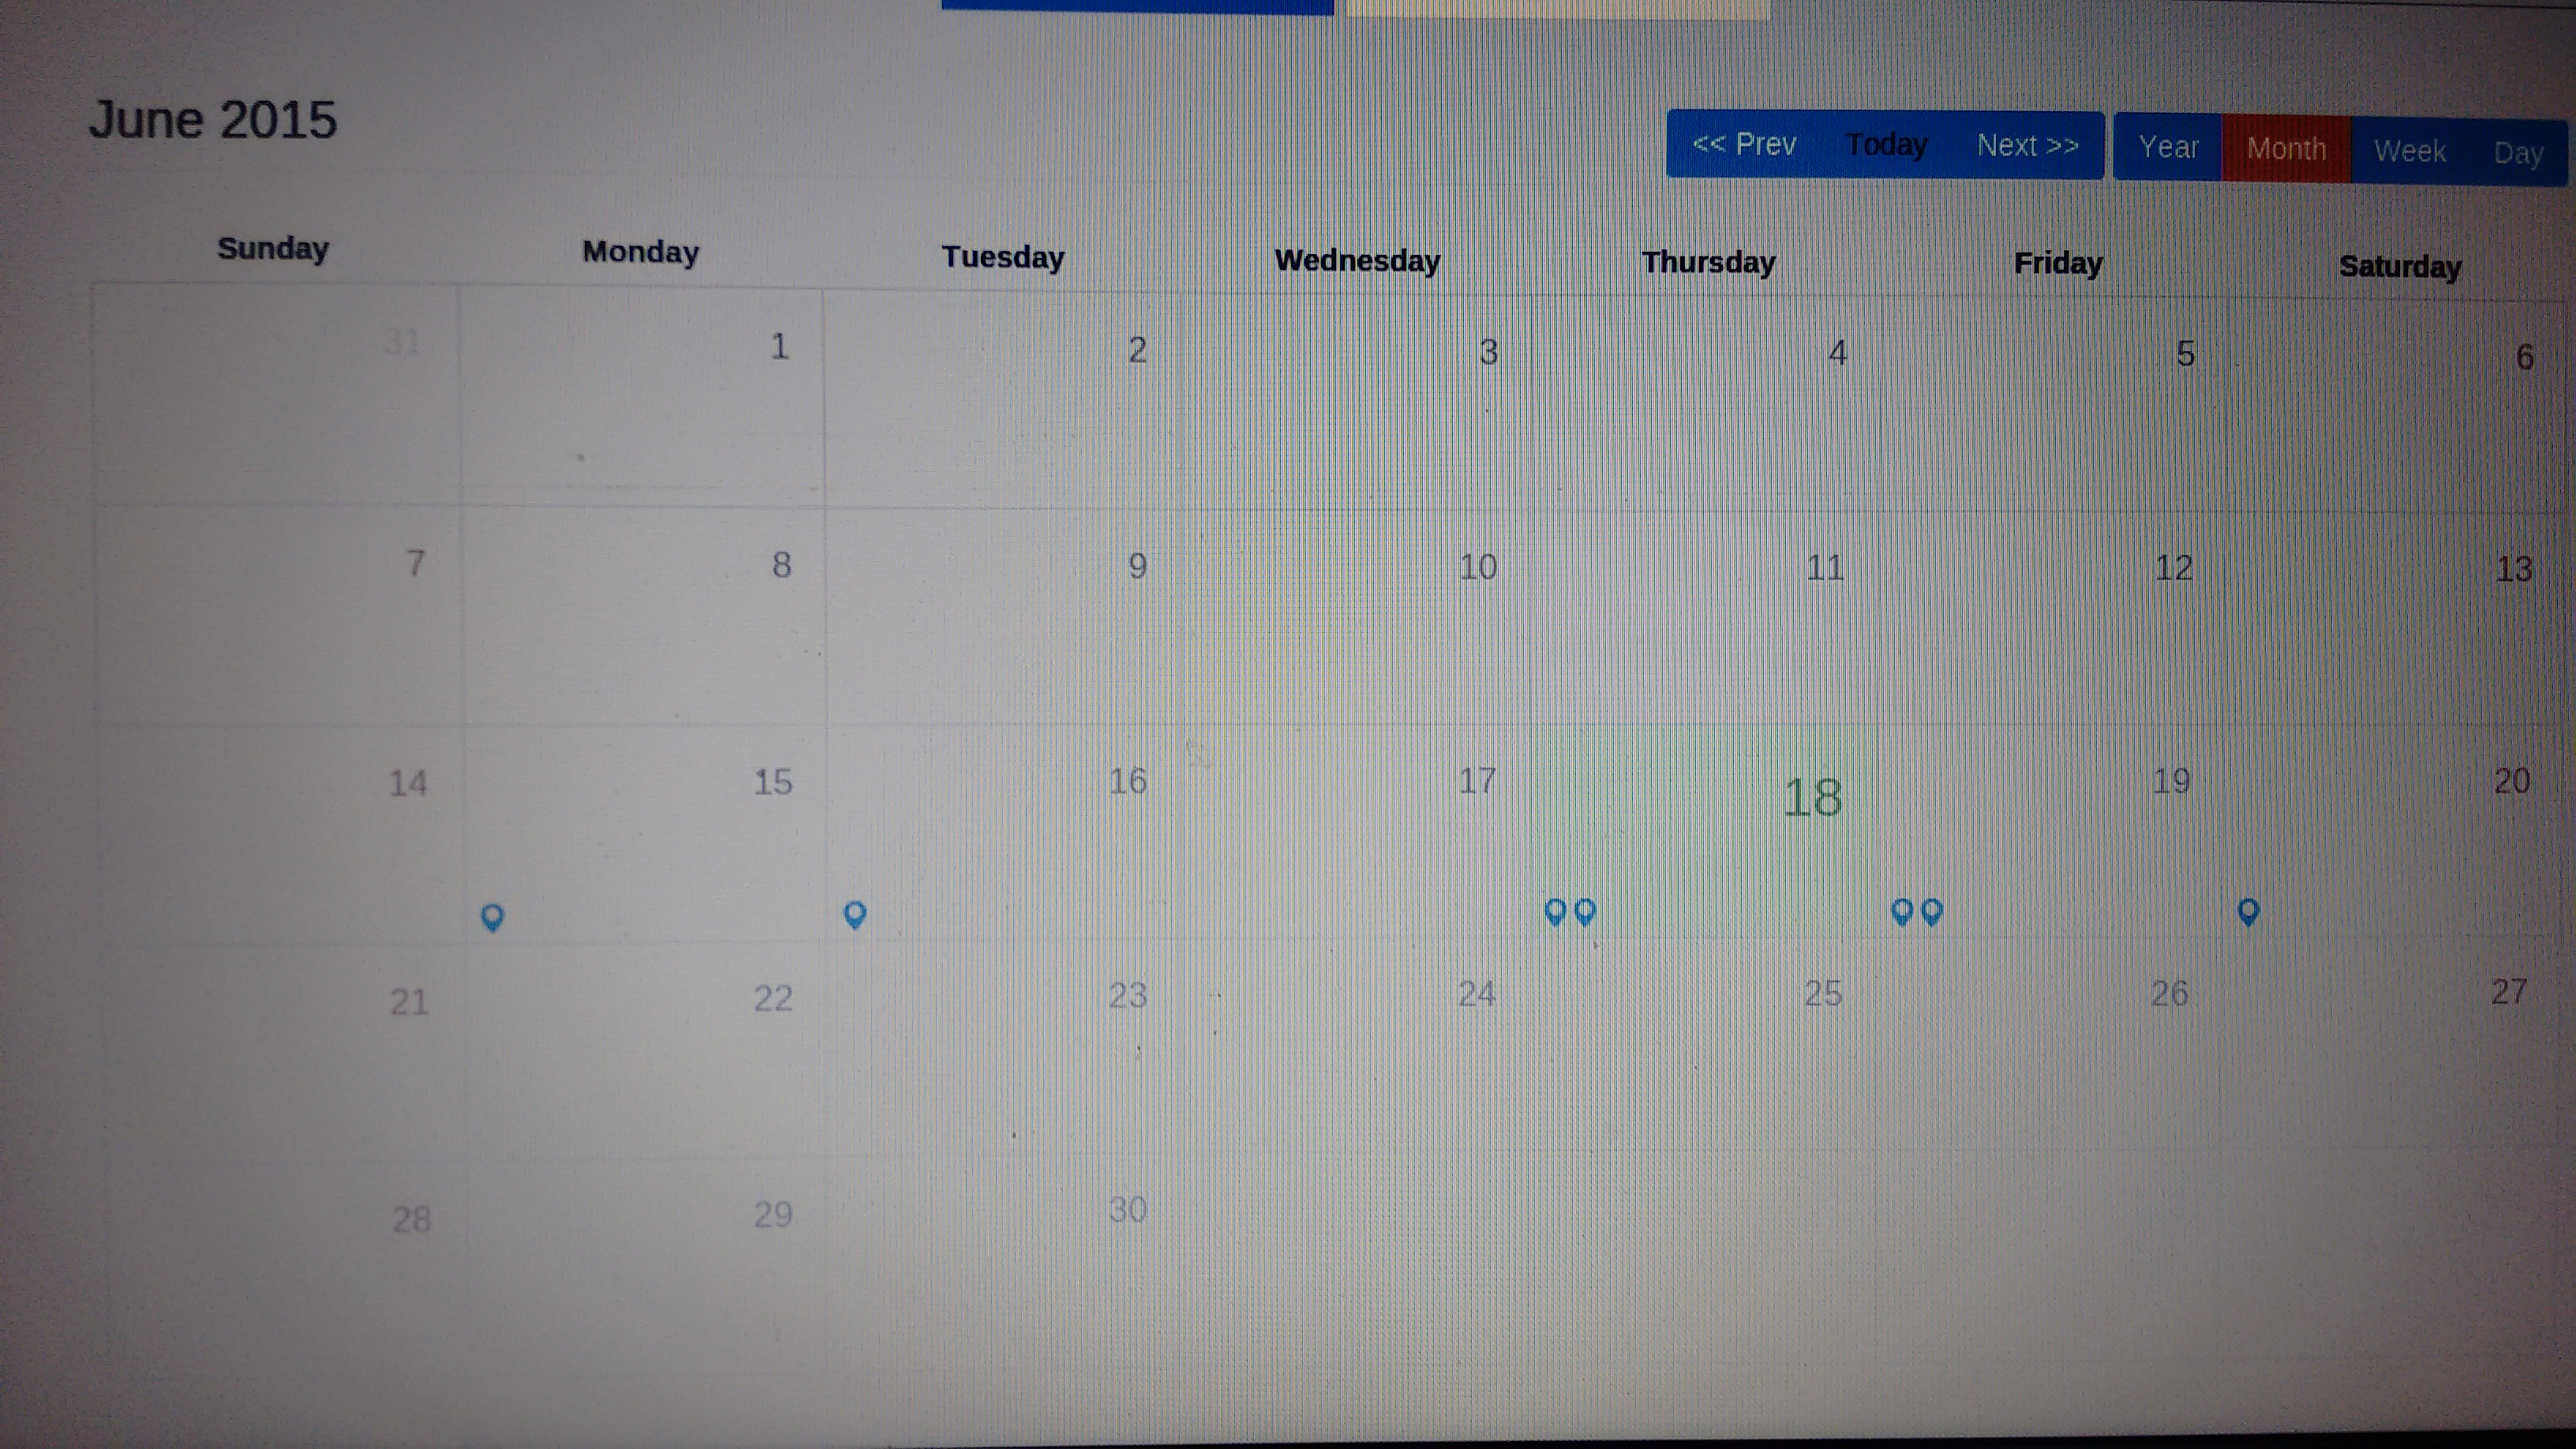 June 2015
<< Prev Today Next >> Year Month Week Day
Sunday Monday Tuesday Wednesday Thursday Friday Saturday
31 1 2 3 4 5 6
7 8 9 10 11 12 13
14 15 16 17 18 19 20
21 22 23 24 25 26 27
28 29 30